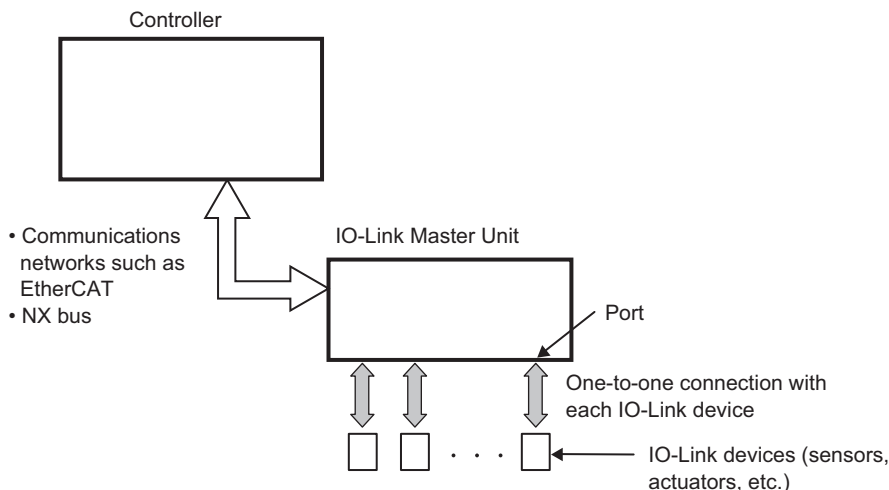 Controller
• Communications
networks such as
EtherCAT
• NX bus
IO-Link Master Unit
Port
One-to-one connection with
each IO-Link device
· · · ·
IO-Link devices (sensors,
actuators, etc.)